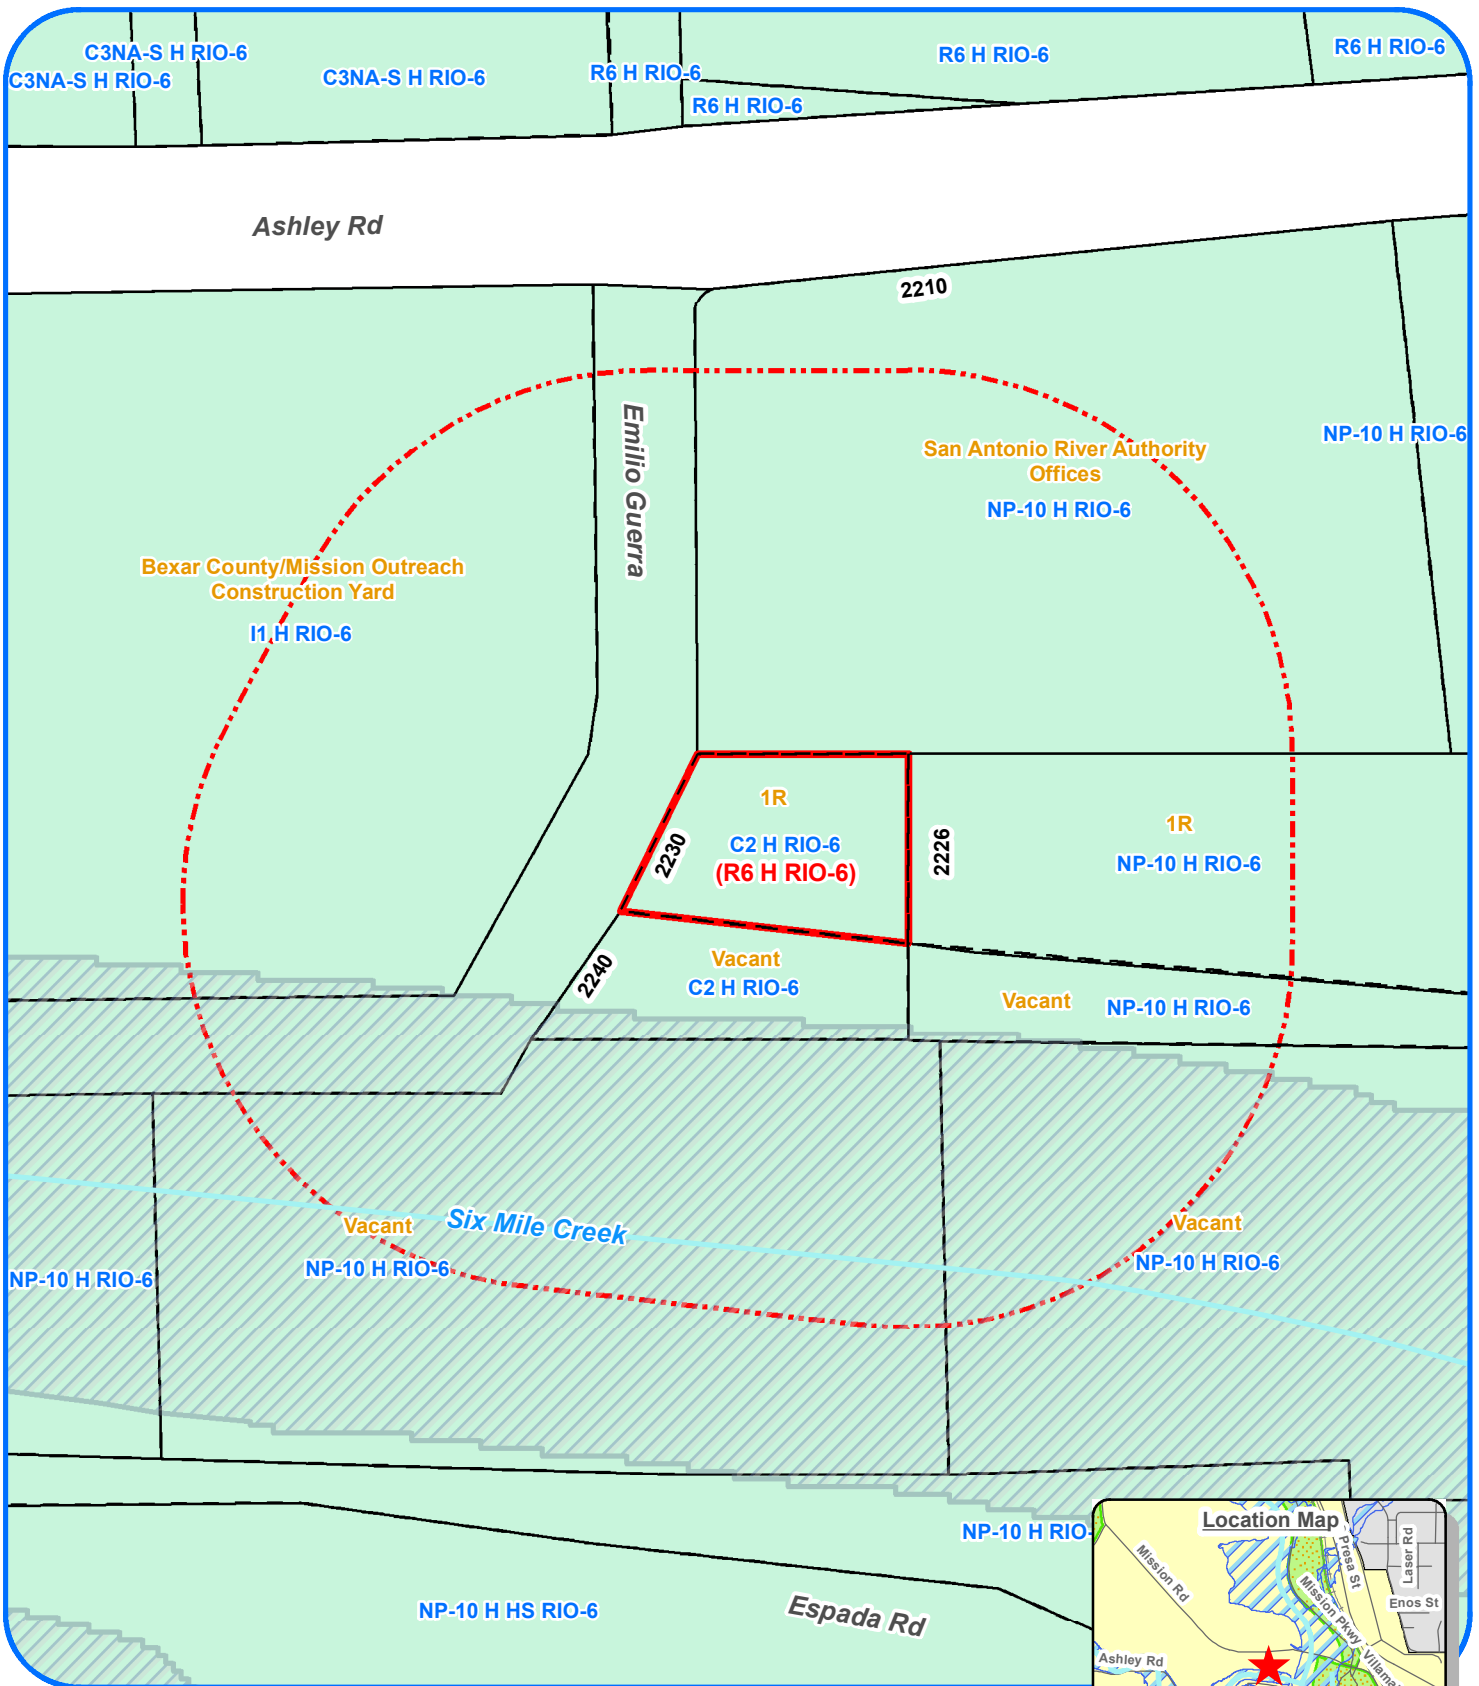 C3NA-S H RIO-6
C3NA-S H RIO-6
C3NA-S H RIO-6
R6 H RIO-6
R6 H RIO-6
R6 H RIO-6
R6 H RIO-6
Ashley Rd
2210
Emilio Guerra
NP-10 H RIO-6
San Antonio River Authority
Offices
NP-10 H RIO-6
Bexar County/Mission Outreach
Construction Yard
I1 H RIO-6
1R
C2 H RIO-6
(R6 H RIO-6)
2230
2226
1R
NP-10 H RIO-6
2240
Vacant
C2 H RIO-6
Vacant
NP-10 H RIO-6
Six Mile Creek
Vacant
NP-10 H RIO-6
NP-10 H RIO-6
Vacant
NP-10 H RIO-6
NP-10 H RIO-
NP-10 H HS RIO-6
Espada Rd
Location Map
Mission Rd
Presa St
Laser Rd
Enos St
Mission Pkwy
Villama
Ashley Rd